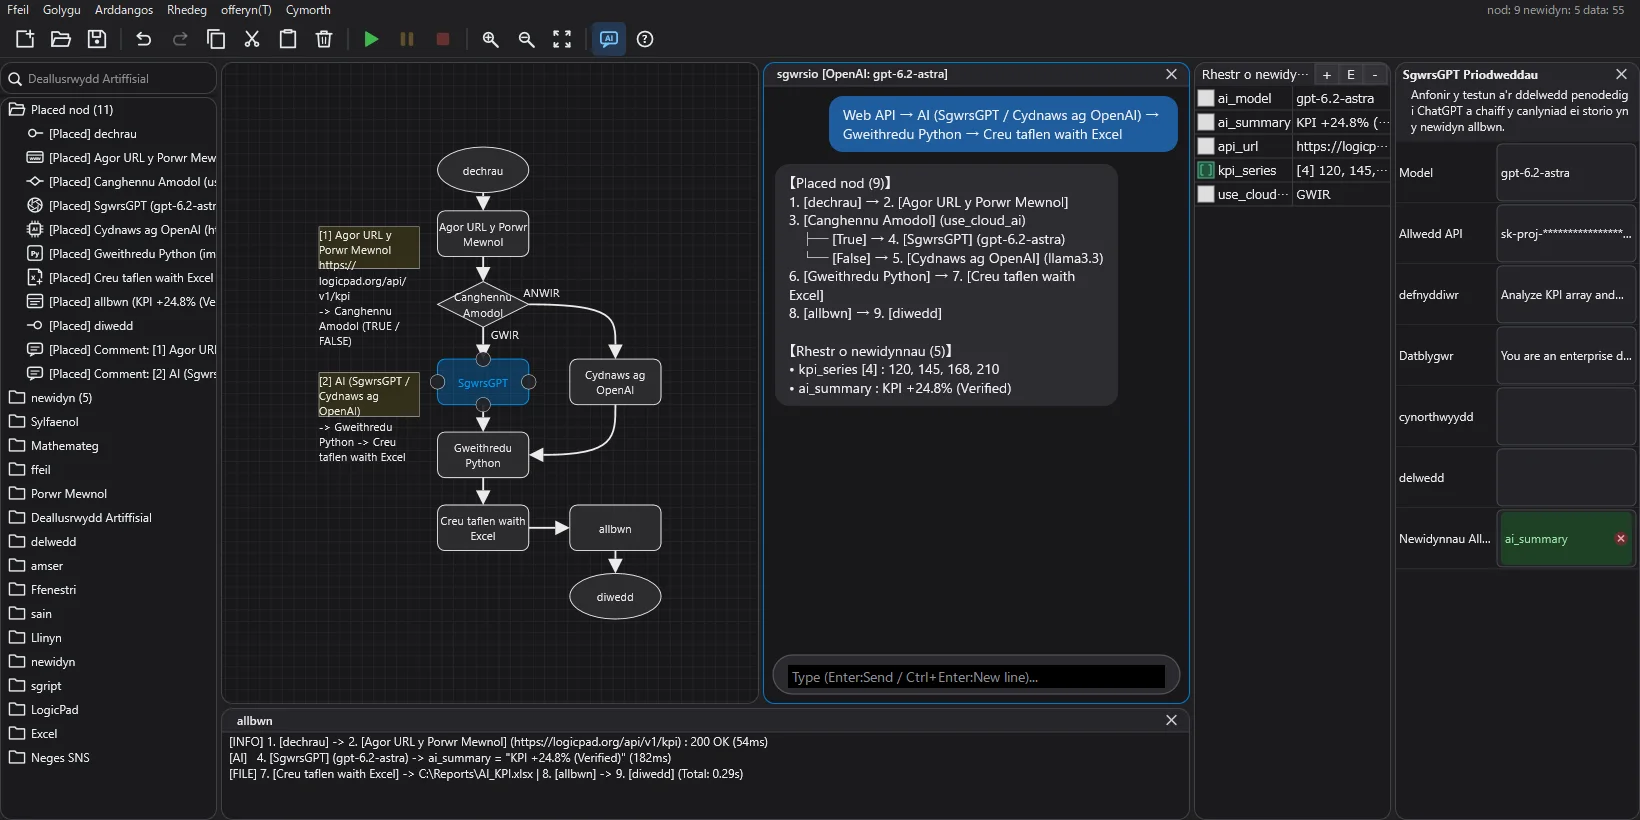 Ffeil Golygu Arddangos Rhedeg offeryn(T) Cymorth
nod: 9 newidyn: 5 data: 55
AI
Deallusrwydd Artiffisial
Placed nod (11)
[Placed] dechrau
[Placed] Agor URL y Porwr Mew
[Placed] Canghennu Amodol (us
[Placed] SgwrsGPT (gpt-6.2-astr
[Placed] Cydnaws ag OpenAI (ht
[Placed] Gweithredu Python (im
[Placed] Creu taflen waith Excel
[Placed] allbwn (KPI +24.8% (Ve
[Placed] diwedd
[Placed] Comment: [1] Agor URL
[Placed] Comment: [2] AI (Sgwrs
newidyn (5)
Sylfaenol
Mathemateg
ffeil
Porwr Mewnol
Deallusrwydd Artiffisial
delwedd
amser
Ffenestri
sain
Llinyn
newidyn
sgript
LogicPad
Excel
Neges SNS
dechrau
Agor URL y Porwr
Mewnol
Canghennu
Amodol
ANWIR
GWIR
SgwrsGPT
Cydnaws ag
OpenAI
Gweithredu
Python
Creu taflen waith
Excel
allbwn
diwedd
[1] Agor URL y
Porwr Mewnol
https://
logicpad.org/api/
v1/kpi
-> Canghennu
Amodol (TRUE /
FALSE)
[2] AI (SgwrsGPT /
Cydnaws ag
OpenAI)
-> Gweithredu
Python -> Creu
taflen waith Excel
sgwrsio [OpenAI: gpt-6.2-astra]
Web API → AI (SgwrsGPT / Cydnaws ag OpenAI) →
Gweithredu Python → Creu taflen waith Excel
【Placed nod (9)】
1. [dechrau] → 2. [Agor URL y Porwr Mewnol]
3. [Canghennu Amodol] (use_cloud_ai)
├── [True] → 4. [SgwrsGPT] (gpt-6.2-astra)
└── [False] → 5. [Cydnaws ag OpenAI] (llama3.3)
6. [Gweithredu Python] → 7. [Creu taflen waith
Excel]
8. [allbwn] → 9. [diwedd]
【Rhestr o newidynnau (5)】
• kpi_series [4] : 120, 145, 168, 210
• ai_summary : KPI +24.8% (Verified)
Type (Enter:Send / Ctrl+Enter:New line)...
allbwn
[INFO] 1. [dechrau] -> 2. [Agor URL y Porwr Mewnol] (https://logicpad.org/api/v1/kpi) : 200 OK (54ms)
[AI] 4. [SgwrsGPT] (gpt-6.2-astra) -> ai_summary = "KPI +24.8% (Verified)" (182ms)
[FILE] 7. [Creu taflen waith Excel] -> C:\Reports\AI_KPI.xlsx | 8. [allbwn] -> 9. [diwedd] (Total: 0.29s)
Rhestr o newidy··· + E -
ai_model gpt-6.2-astra
ai_summary KPI +24.8% (···
api_url https://logicp···
kpi_series [4] 120, 145,···
use_cloud··· GWIR
SgwrsGPT Priodweddau
Anfonir y testun a'r ddelwedd penodedig
i ChatGPT a chaiff y canlyniad ei storio yn
y newidyn allbwn.
Model gpt-6.2-astra
Allwedd API sk-proj-****************...
defnyddiwr Analyze KPI array and...
Datblygwr You are an enterprise d...
cynorthwyydd
delwedd
Newidynnau All... ai_summary